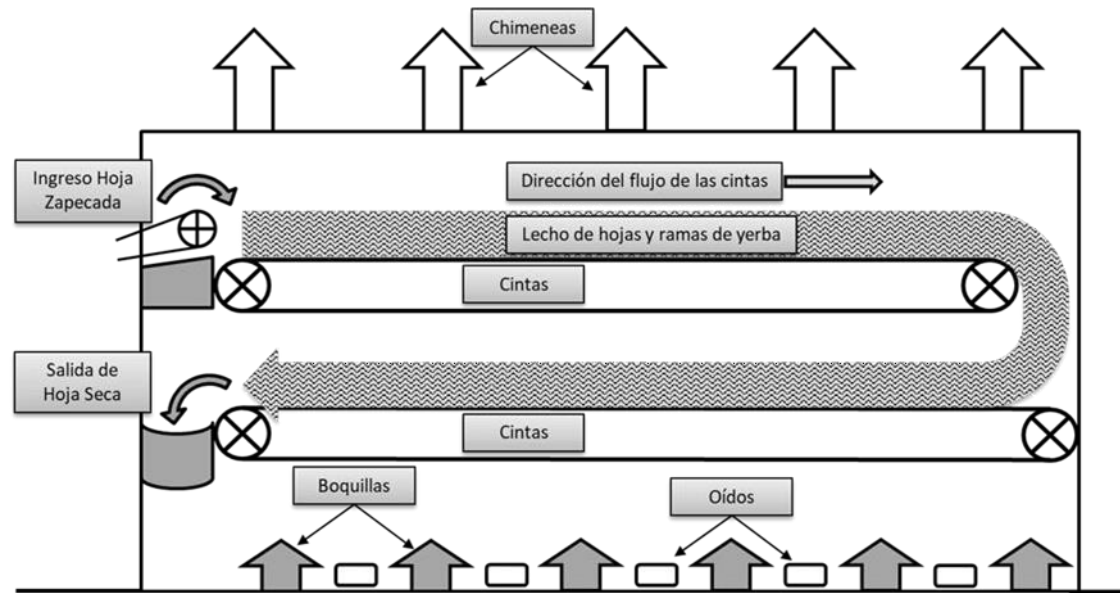 Chimeneas
Ingreso Hoja
Zapecada
Dirección del flujo de las cintas
Lecho de hojas y ramas de yerba
Cintas
Salida de
Hoja Seca
Cintas
Boquillas
Oídos